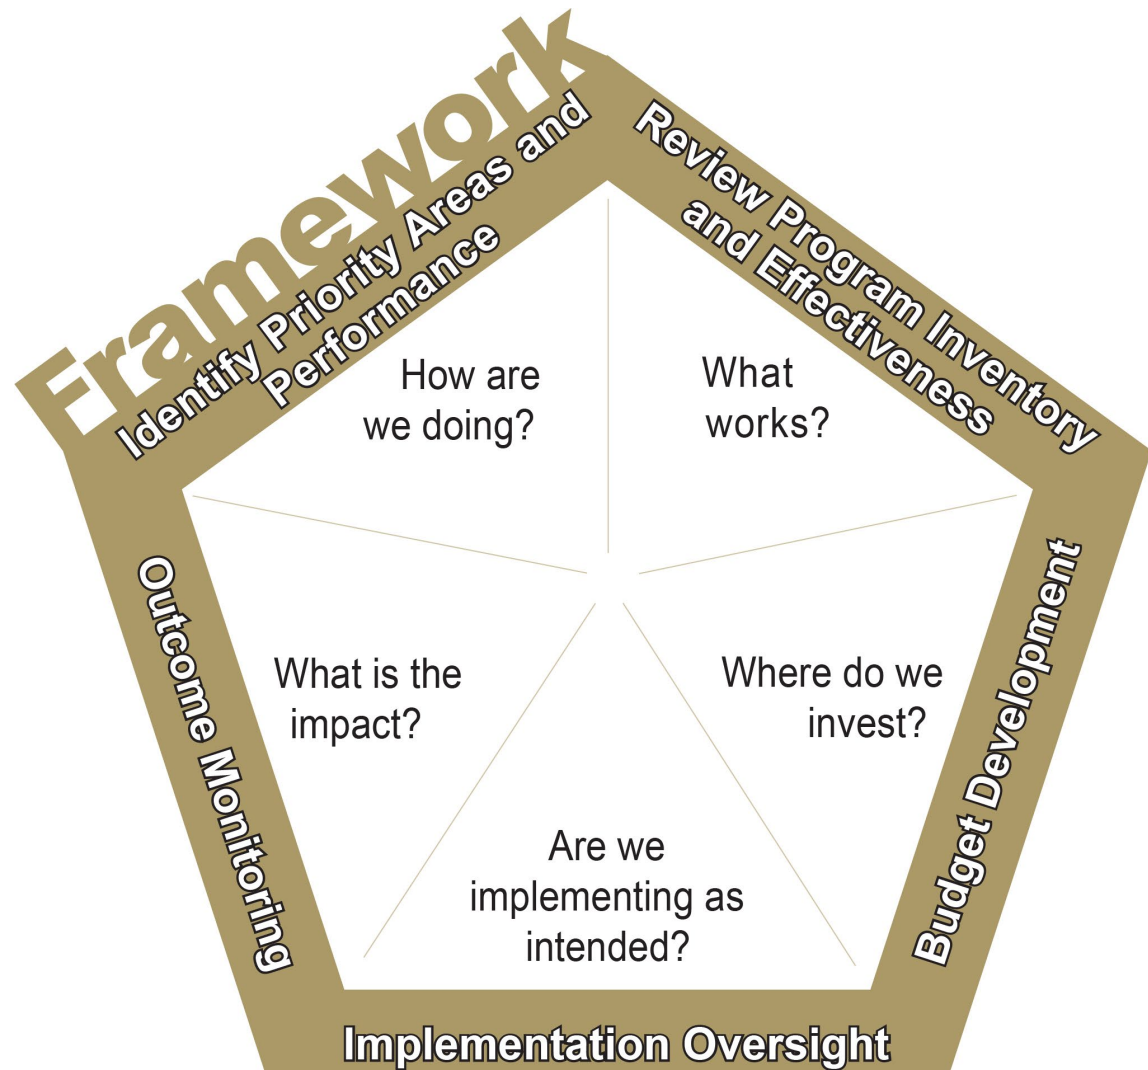 Framework
Identify Priority Areas and
Performance
Review Program Inventory
and Effectiveness
How are
we doing?
What
works?
Outcome Monitoring
What is the
impact?
Where do we
invest?
Budget Development
Are we
implementing as
intended?
Implementation Oversight